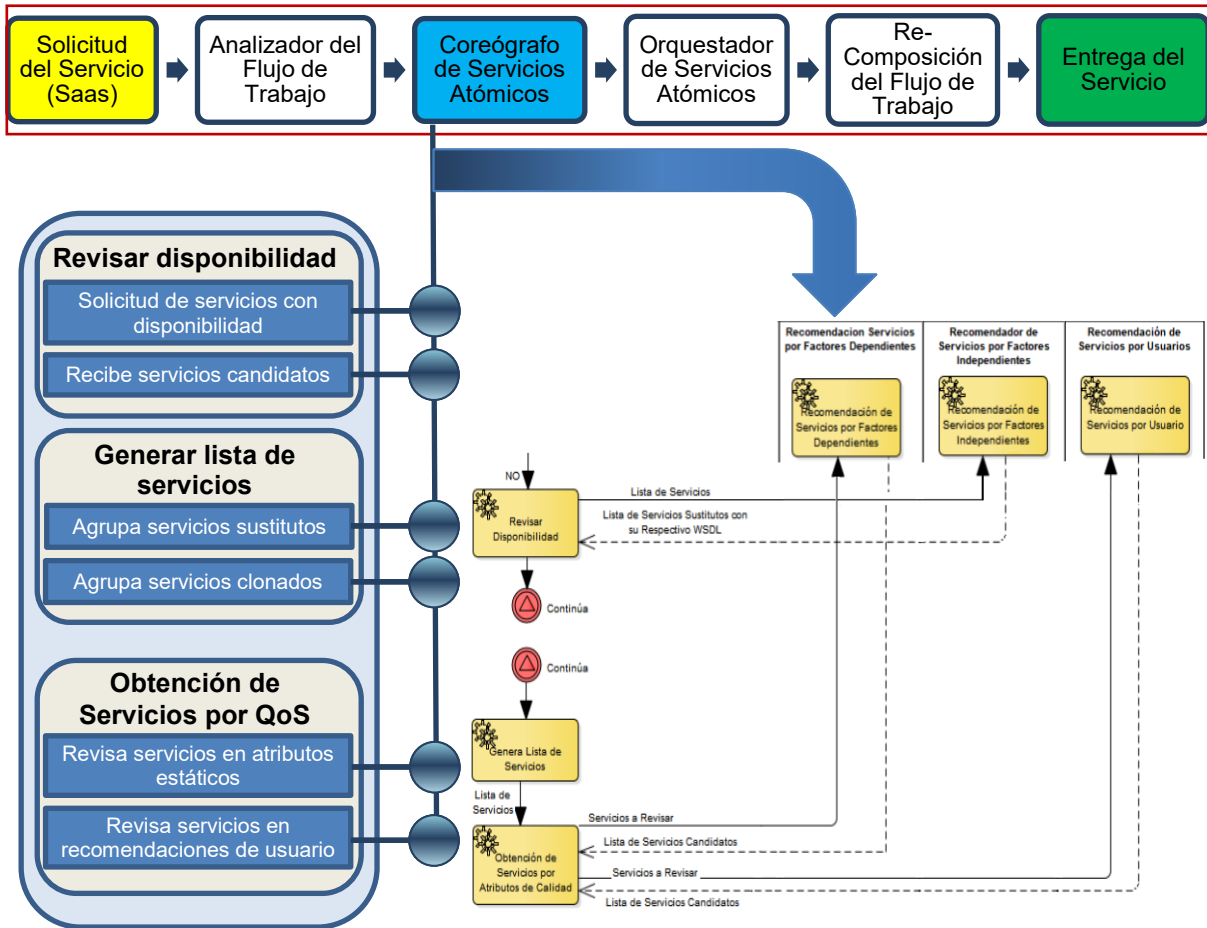 Solicitud
del Servicio
(Saas)
Analizador del
Flujo de
Trabajo
Coreógrafo
de Servicios
Atómicos
Orquestador
de Servicios
Atómicos
Re-
Composición
del Flujo de
Trabajo
Entrega del
Servicio
Revisar disponibilidad
Solicitud de servicios con
disponibilidad
Recibe servicios candidatos
Generar lista de
servicios
Agrupa servicios sustitutos
Agrupa servicios clonados
Obtención de
Servicios por QoS
Revisa servicios en atributos
estáticos
Revisa servicios en
recomendaciones de usuario
Recomendacion Servicios
por Factores Dependientes
Recomendador de
Servicios por Factores
Independientes
Recomendación de
Servicios por Usuarios
Recomendación de
Servicios por Factores
Dependientes
Recomendación de
Servicios por Factores
Independientes
Recomendación de
Servicios por Usuario
NO
Revisar
Disponibilidad
Lista de Servicios
Lista de Servicios Sustitutos con
su Respectivo WSDL
Continúa
Continúa
Genera Lista de
Servicios
Lista de
Servicios
Obtención de
Servicios por
Atributos de Calidad
Servicios a Revisar
Lista de Servicios Candidatos
Servicios a Revisar
Lista de Servicios Candidatos